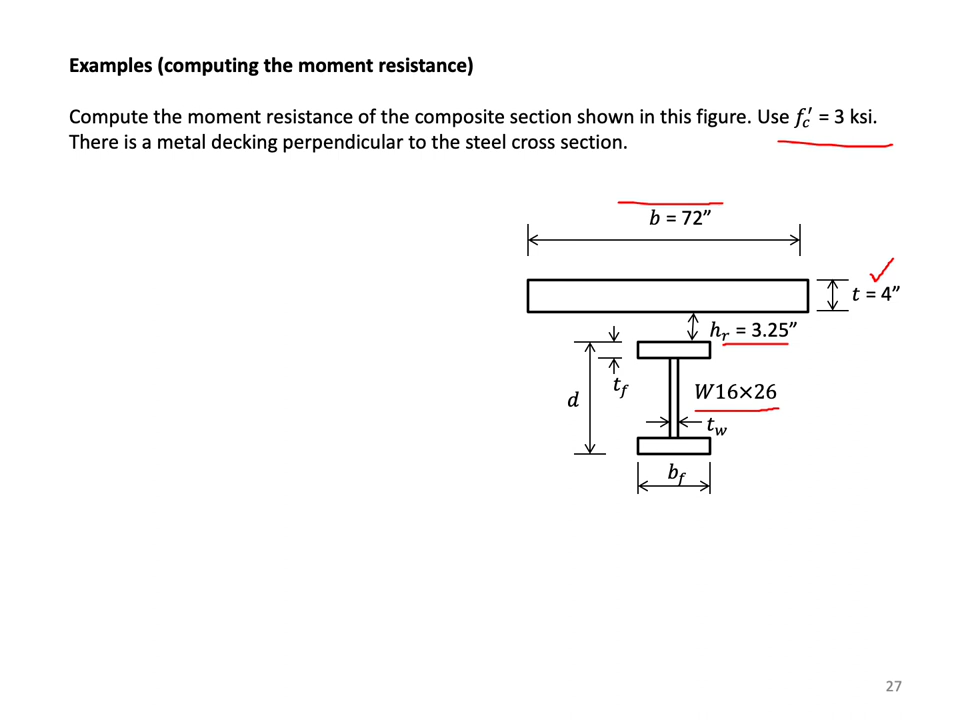 Examples (computing the moment resistance)
Compute the moment resistance of the composite section shown in this figure. Use f′c = 3 ksi.
There is a metal decking perpendicular to the steel cross section.
b = 72”
t = 4”
hr = 3.25”
tf
d
W16×26
tw
bf
27